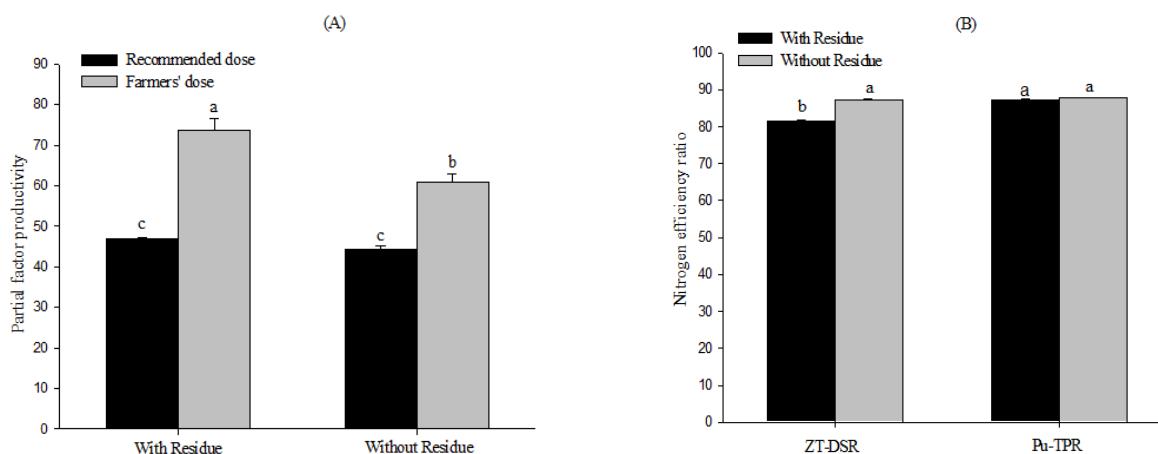 (A)
Recommended dose
Farmers' dose
90
80
70
60
50
40
30
20
10
0
Partial factor productivity
a
b
c
c
With Residue
Without Residue
(B)
With Residue
Without Residue
100
90
80
70
60
50
40
30
20
10
0
Nitrogen efficiency ratio
b
a
a
a
ZT-DSR
Pu-TPR